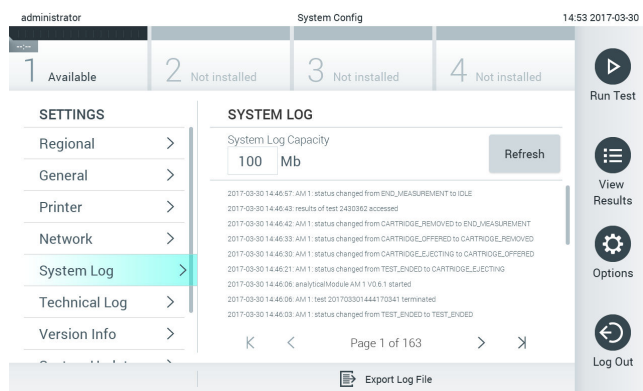 administrator System Config 14:53 2017-03-30
--:--
1 Available 2 Not installed 3 Not installed 4 Not installed
Run Test
SETTINGS
Regional
General
Printer
Network
System Log
Technical Log
Version Info
SYSTEM LOG
System Log Capacity
100 Mb
Refresh
2017-03-30 14:46:57: AM 1: status changed from END_MEASUREMENT to IDLE
2017-03-30 14:46:43: results of test 2430362 accessed
2017-03-30 14:46:42: AM 1: status changed from CARTRIDGE_REMOVED to END_MEASUREMENT
2017-03-30 14:46:33: AM 1: status changed from CARTRIDGE_OFFERED to CARTRIDGE_REMOVED
2017-03-30 14:46:30: AM 1: status changed from CARTRIDGE_EJECTING to CARTRIDGE_OFFERED
2017-03-30 14:46:21: AM 1: status changed from TEST_ENDED to CARTRIDGE_EJECTING
2017-03-30 14:46:06: analyticalModule AM 1 V0.6.1 started
2017-03-30 14:46:06: AM 1: test 201703301444170341 terminated
2017-03-30 14:46:03: AM 1: status changed from TEST_ENDED to TEST_ENDED
Page 1 of 163
Export Log File
View
Results
Options
Log Out